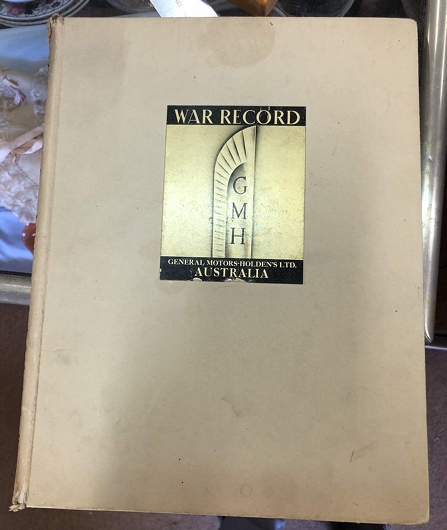 WAR RECORD
G
M
H
GENERAL MOTORS-HOLDEN'S LTD.
AUSTRALIA